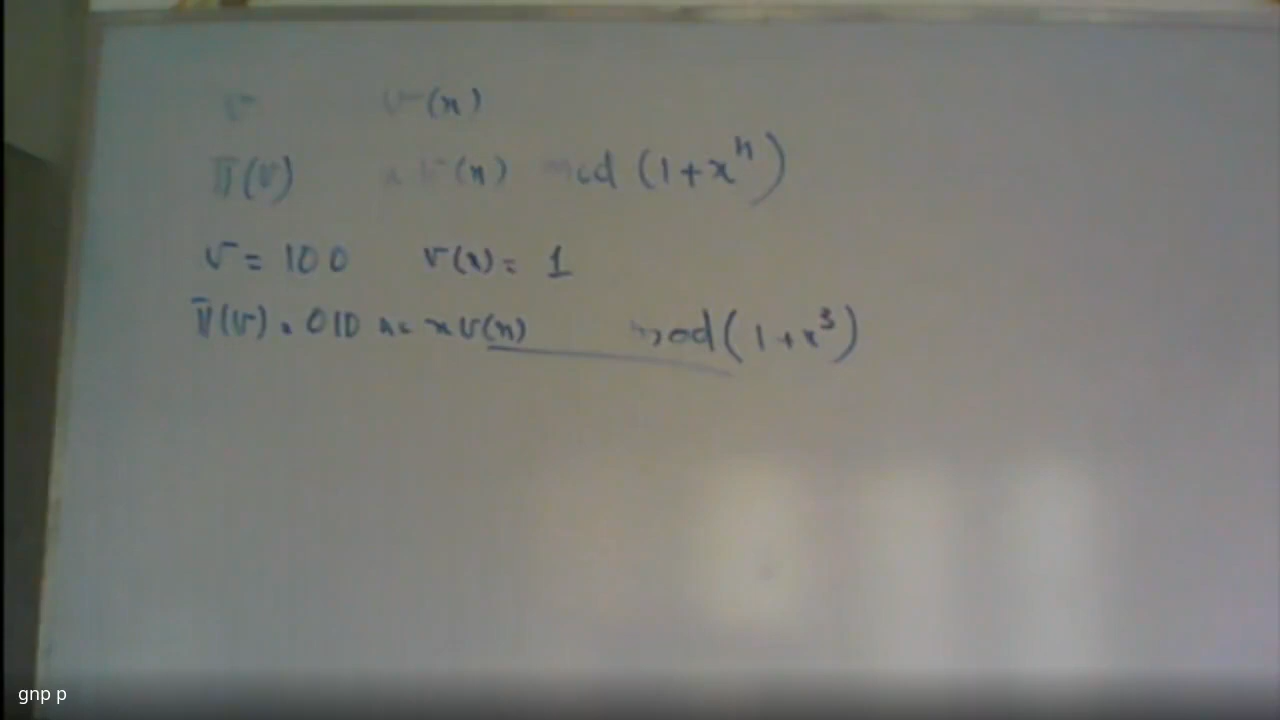 v v(x)
π(v) x v(x) mod (1+x^n)
v = 100 v(x) = 1
π(v) = 010 x v(x) mod (1+x^3)
gnp p